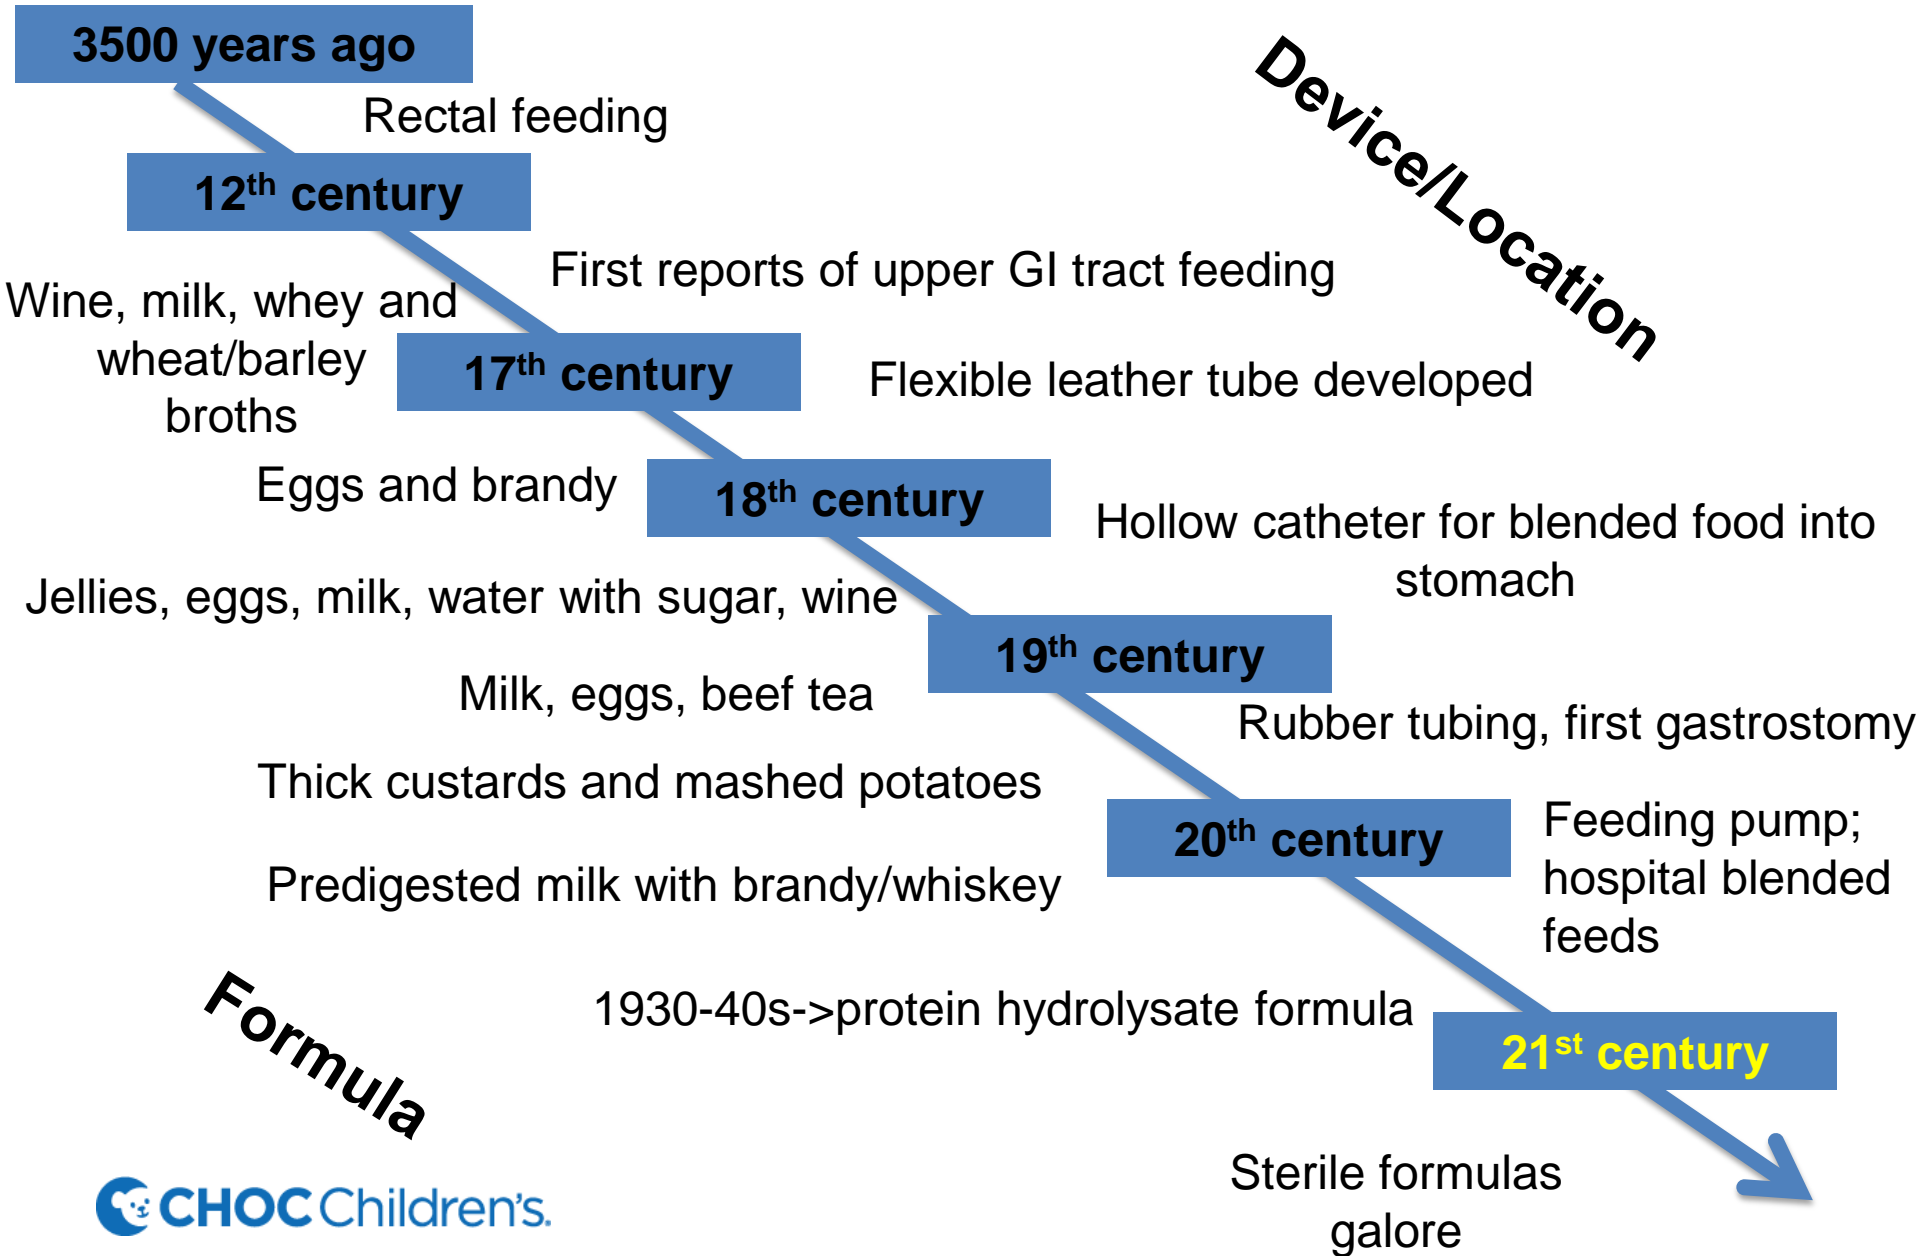 3500 years ago
Rectal feeding
Device/Location
12th century
First reports of upper GI tract feeding
Wine, milk, whey and
wheat/barley
broths
17th century
Flexible leather tube developed
Eggs and brandy
18th century
Hollow catheter for blended food into
stomach
Jellies, eggs, milk, water with sugar, wine
19th century
Milk, eggs, beef tea
Rubber tubing, first gastrostomy
Thick custards and mashed potatoes
20th century
Feeding pump;
hospital blended
feeds
Predigested milk with brandy/whiskey
Formula
1930-40s->protein hydrolysate formula
21st century
Sterile formulas
galore
CHOC Children's.